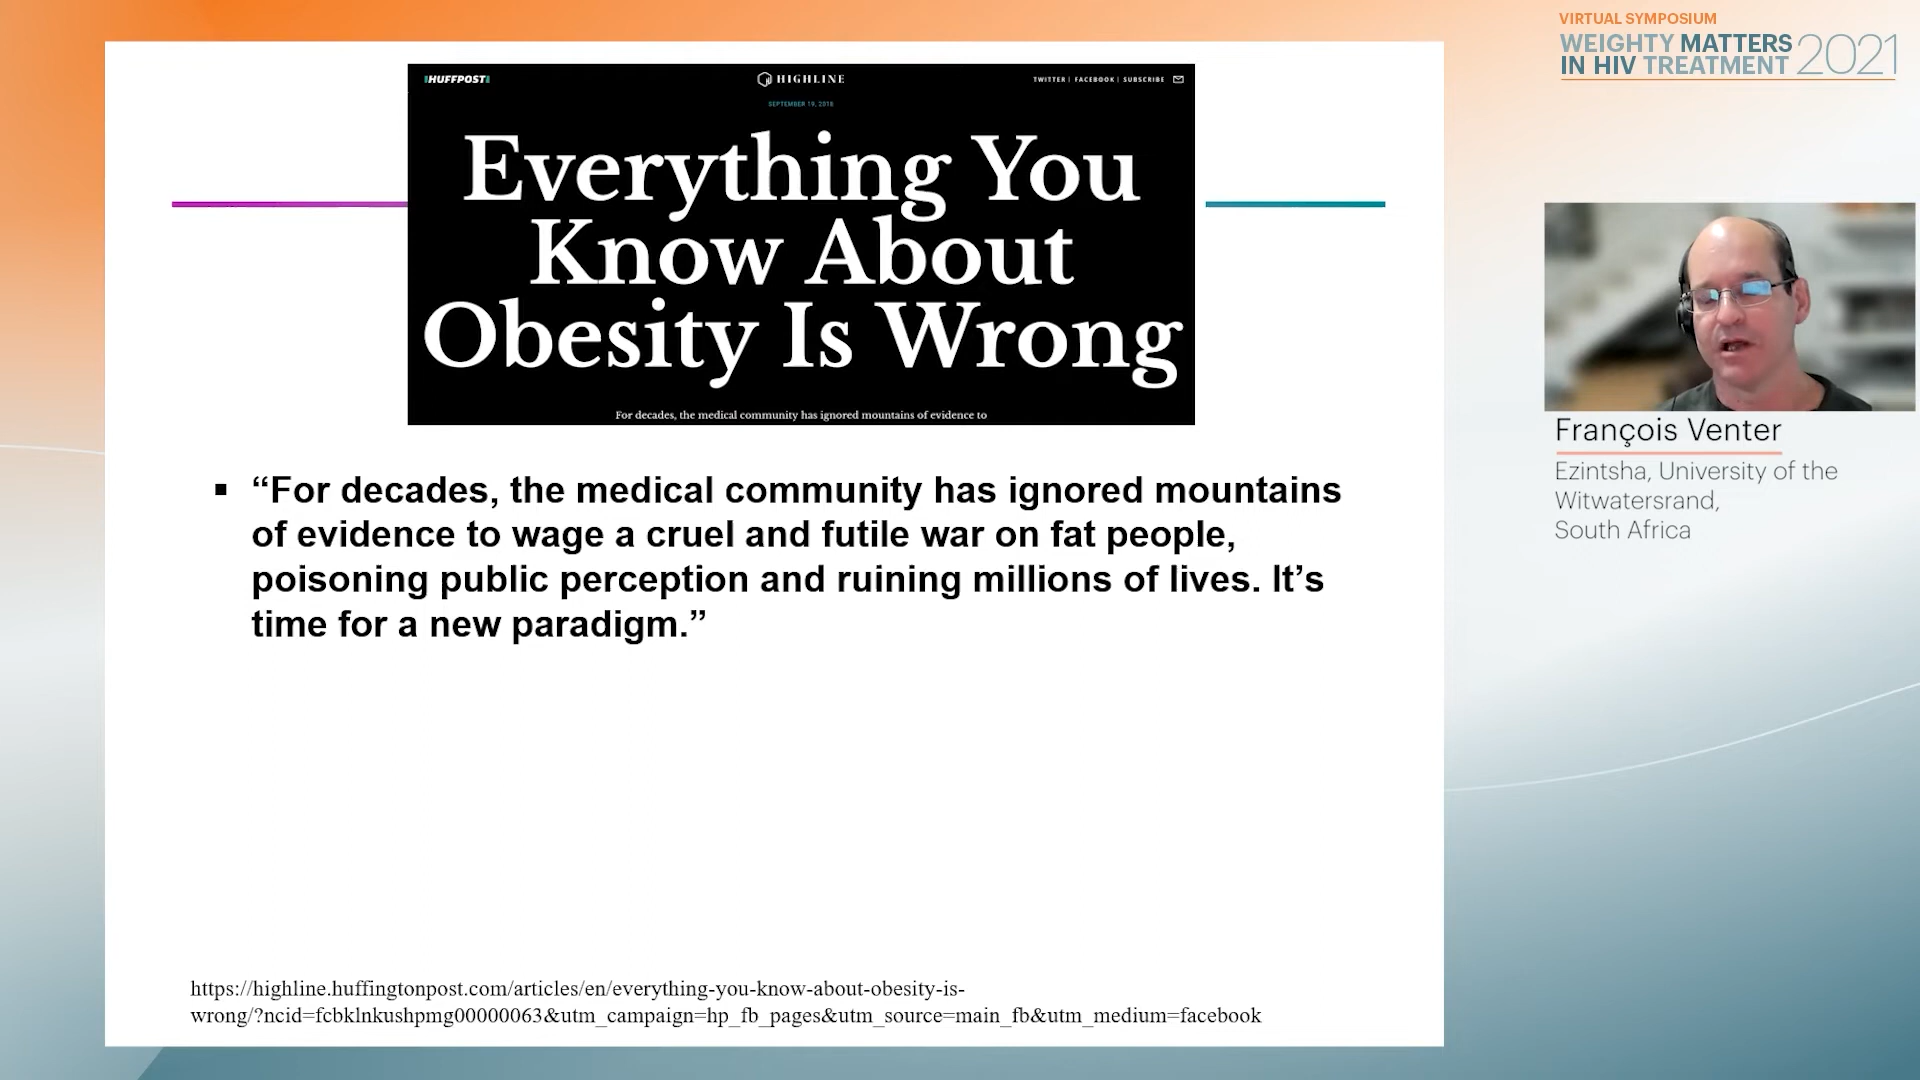 VIRTUAL SYMPOSIUM
WEIGHTY MATTERS
IN HIV TREATMENT 2021
HUFFPOST
HIGHLINE
TWITTER | FACEBOOK | SUBSCRIBE
SEPTEMBER 19, 2018
Everything You
Know About
Obesity Is Wrong
For decades, the medical community has ignored mountains of evidence to
▪ “For decades, the medical community has ignored mountains
of evidence to wage a cruel and futile war on fat people,
poisoning public perception and ruining millions of lives. It’s
time for a new paradigm.”
https://highline.huffingtonpost.com/articles/en/everything-you-know-about-obesity-is-
wrong/?ncid=fcbklnkushpmg00000063&utm_campaign=hp_fb_pages&utm_source=main_fb&utm_medium=facebook
François Venter
Ezintsha, University of the
Witwatersrand,
South Africa